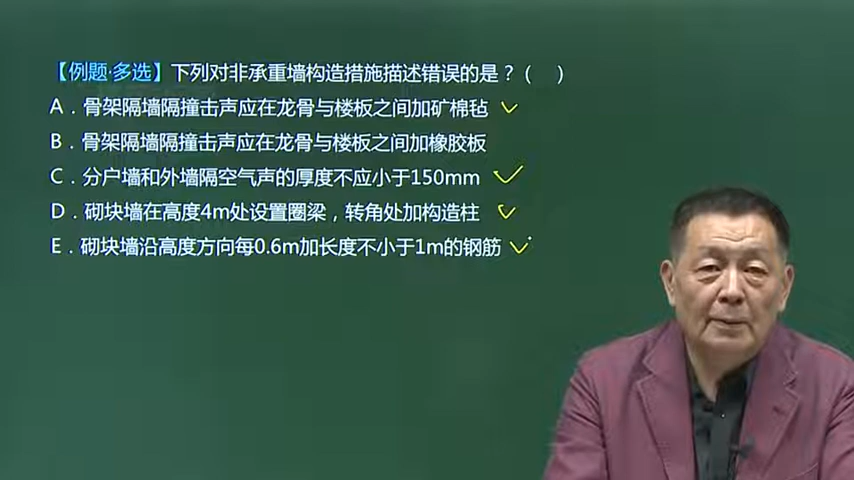 【例题·多选】下列对非承重墙构造措施描述错误的是？（ ）
A．骨架隔墙隔撞击声应在龙骨与楼板之间加矿棉毡
B．骨架隔墙隔撞击声应在龙骨与楼板之间加橡胶板
C．分户墙和外墙隔空气声的厚度不应小于150mm
D．砌块墙在高度4m处设置圈梁，转角处加构造柱
E．砌块墙沿高度方向每0.6m加长度不小于1m的钢筋